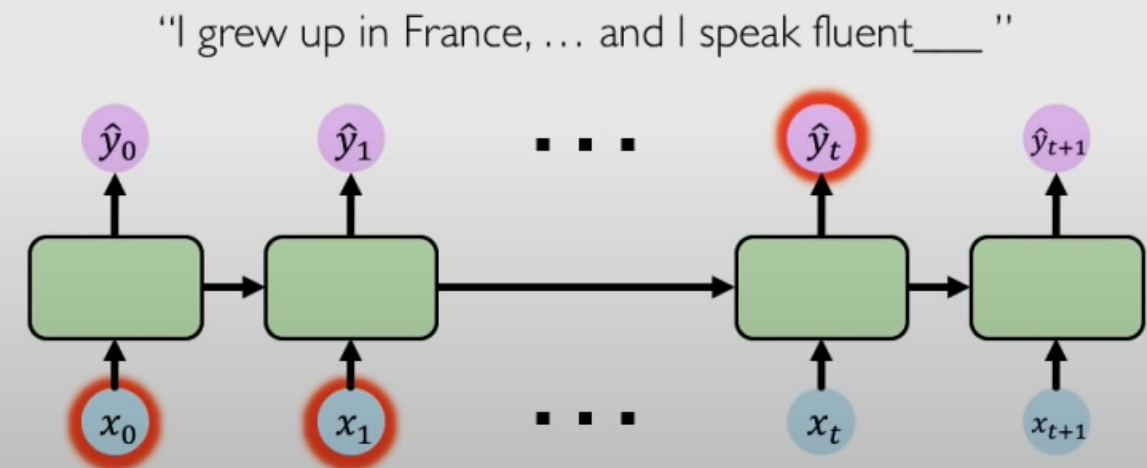 “I grew up in France, … and I speak fluent___ ”
ŷ₀ ŷ₁ . . . ŷₜ ŷₜ₊₁
x₀ x₁ . . . xₜ xₜ₊₁